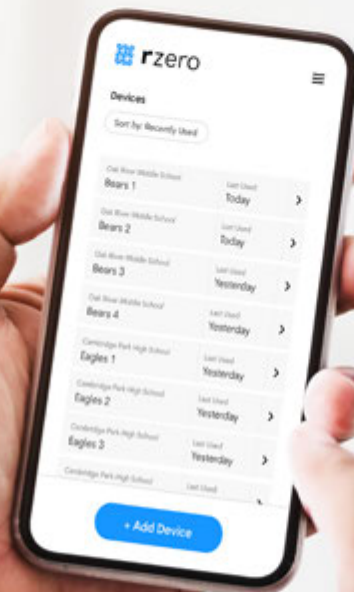 rzero
Devices
Sort by: Recently Used
Oak River Middle School Last Used
Bears 1 Today
Oak River Middle School Last Used
Bears 2 Today
Oak River Middle School Last Used
Bears 3 Yesterday
Oak River Middle School Last Used
Bears 4 Yesterday
Cambridge Park High School Last Used
Eagles 1 Yesterday
Cambridge Park High School Last Used
Eagles 2 Yesterday
Cambridge Park High School Last Used
Eagles 3 Yesterday
Cambridge Park High School Last Used
+ Add Device